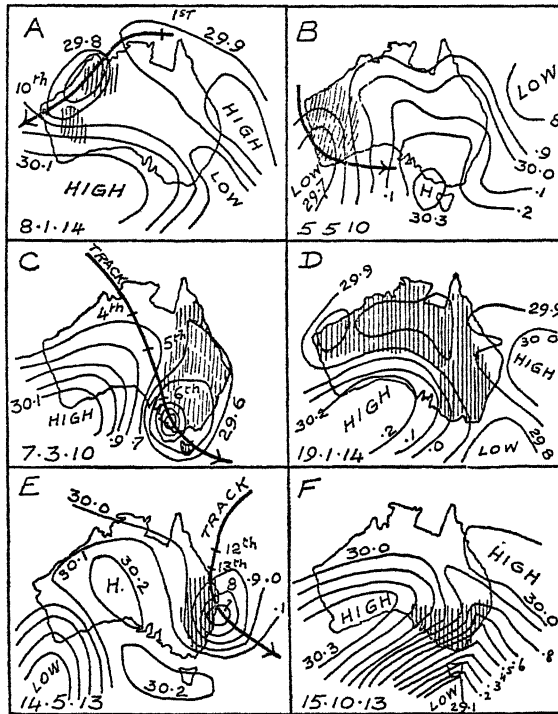 A
1ST
29.8
29.9
10th
HIGH
30.1
HIGH
LOW
8.1.14
B
LOW
.8
.9
30.0
.1
.2
LOW
29.7
.1
H
30.3
5 5 10
C
TRACK
4th
5th
6th
30.1
HIGH
.9 .7
29.6
7.3.10
D
29.9
29.9
30.0
HIGH
30.2
HIGH
.2
.1
.0
LOW
29.8
19.1.14
E
30.0
TRACK
12th
13th
30.1
30.2
H.
.8
.9
.0
.1
LOW
30.2
14.5.13
F
30.0
HIGH
HIGH
30.0
30.3
.8
.6
.5
.4
.3
.2
29.1
LOW
15.10.13